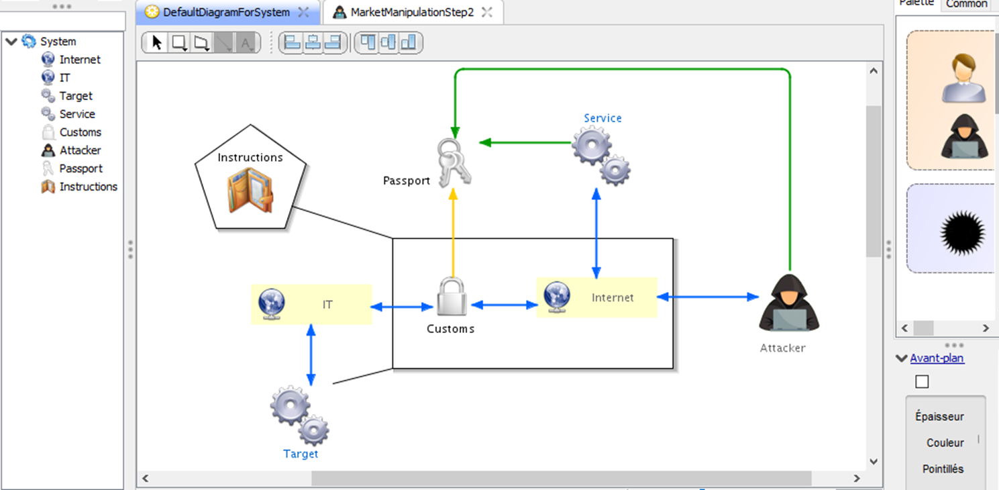 DefaultDiagramForSystem
MarketManipulationStep2
Palette
Common
System
Internet
IT
Target
Service
Customs
Attacker
Passport
Instructions
A
Service
Instructions
Passport
IT
Internet
Customs
Attacker
Target
Avant-plan
Épaisseur
Couleur
Pointillés